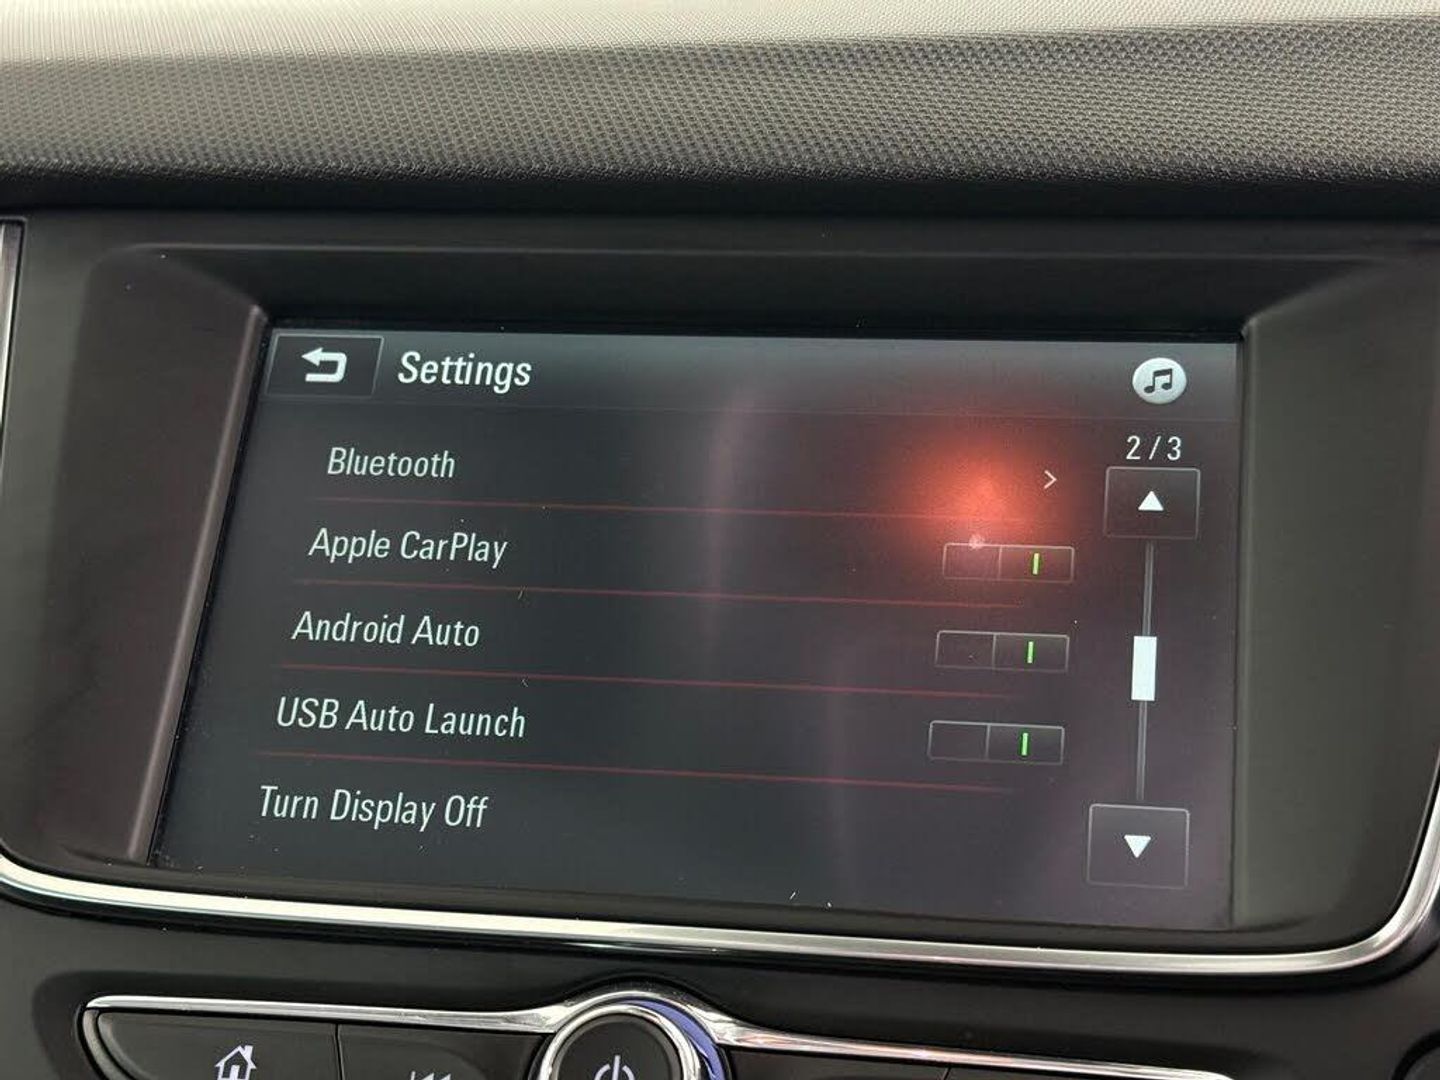 Settings
2/3
Bluetooth
Apple CarPlay
Android Auto
USB Auto Launch
Turn Display Off